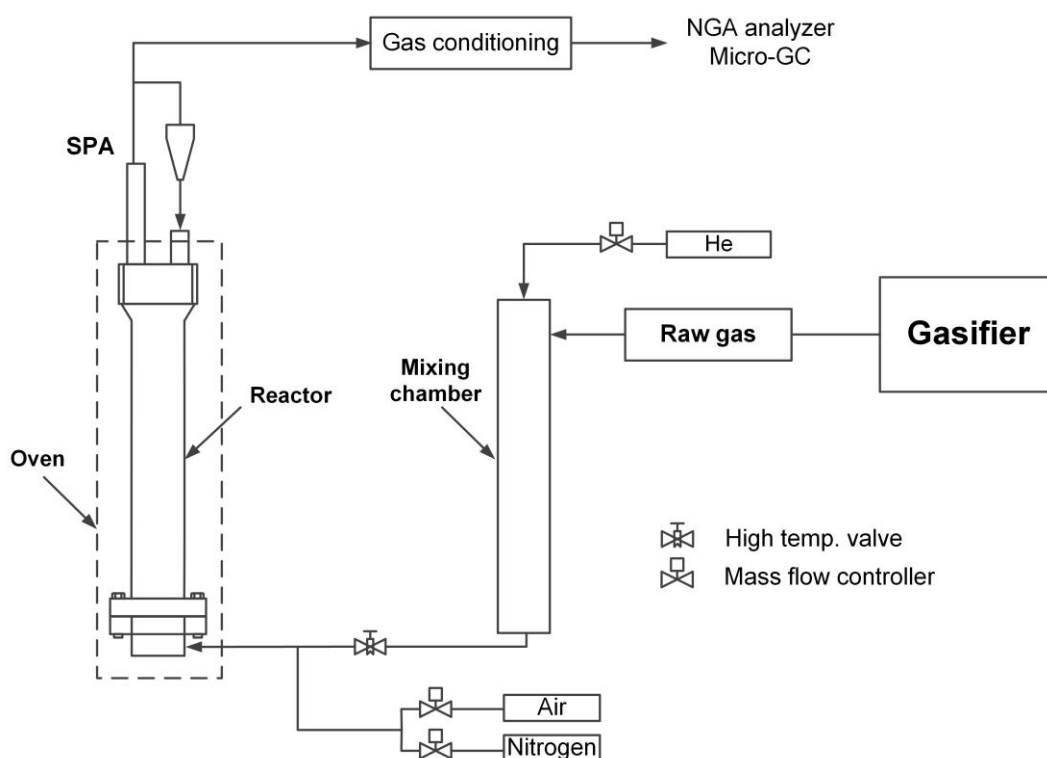 Gas conditioning
NGA analyzer
Micro-GC
SPA
He
Raw gas
Gasifier
Mixing
chamber
Reactor
Oven
High temp. valve
Mass flow controller
Air
Nitrogen